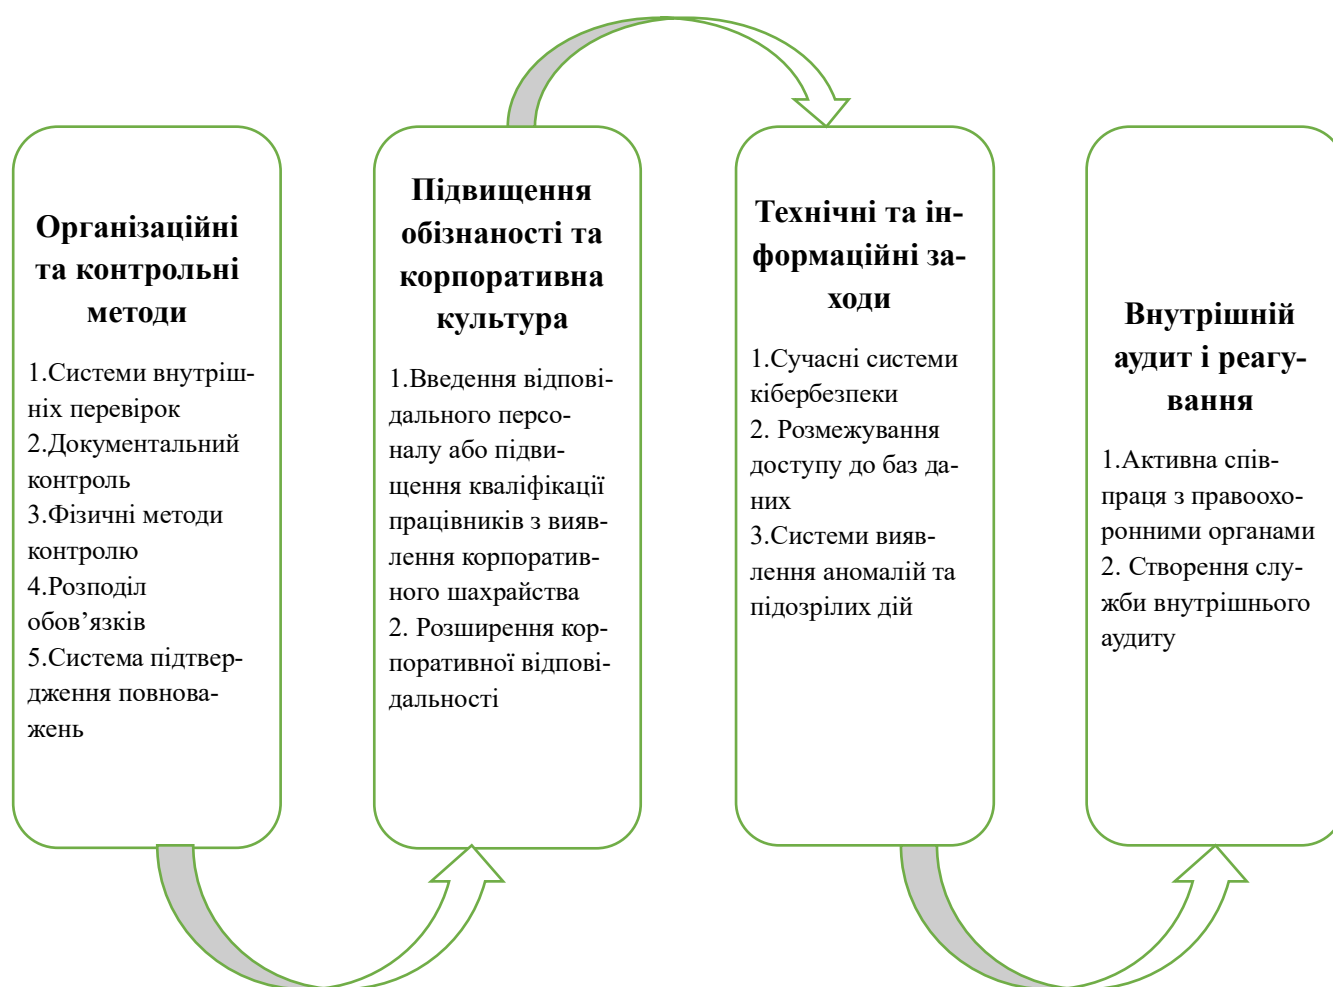 Організаційні
та контрольні
методи
1.Системи внутріш-
ніх перевірок
2.Документальний
контроль
3.Фізичні методи
контролю
4.Розподіл
обов’язків
5.Система підтвер-
дження повнова-
жень
Підвищення
обізнаності та
корпоративна
культура
1.Введення відпові-
дального персо-
налу або підви-
щення кваліфікації
працівників з вияв-
лення корпоратив-
ного шахрайства
2. Розширення кор-
поративної відпові-
дальності
Технічні та ін-
формаційні за-
ходи
1.Сучасні системи
кібербезпеки
2. Розмежування
доступу до баз да-
них
3.Системи вияв-
лення аномалій та
підозрілих дій
Внутрішній
аудит і реагу-
вання
1.Активна спів-
праця з правоохо-
ронними органами
2. Створення слу-
жби внутрішнього
аудиту